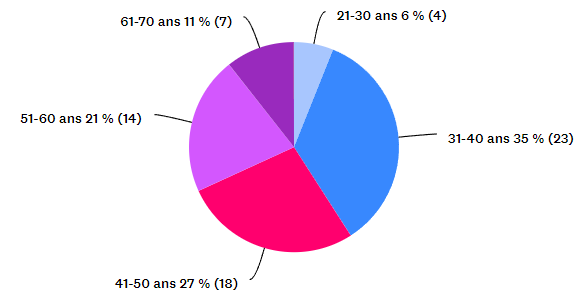 61-70 ans 11 % (7)
21-30 ans 6 % (4)
51-60 ans 21 % (14)
31-40 ans 35 % (23)
41-50 ans 27 % (18)